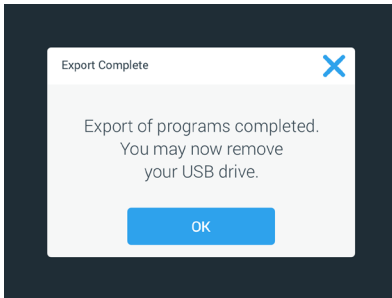 Export Complete
Export of programs completed.
You may now remove
your USB drive.
OK